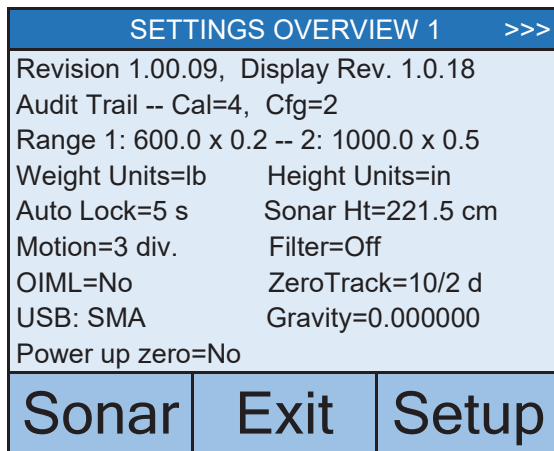 SETTINGS OVERVIEW 1 >>>
Revision 1.00.09, Display Rev. 1.0.18
Audit Trail -- Cal=4, Cfg=2
Range 1: 600.0 x 0.2 -- 2: 1000.0 x 0.5
Weight Units=lb Height Units=in
Auto Lock=5 s Sonar Ht=221.5 cm
Motion=3 div. Filter=Off
OIML=No ZeroTrack=10/2 d
USB: SMA Gravity=0.000000
Power up zero=No
Sonar Exit Setup